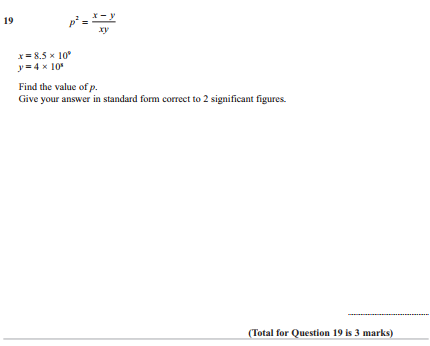 19 p² = x − y / xy
x = 8.5 × 10⁹
y = 4 × 10⁸
Find the value of p.
Give your answer in standard form correct to 2 significant figures.
(Total for Question 19 is 3 marks)